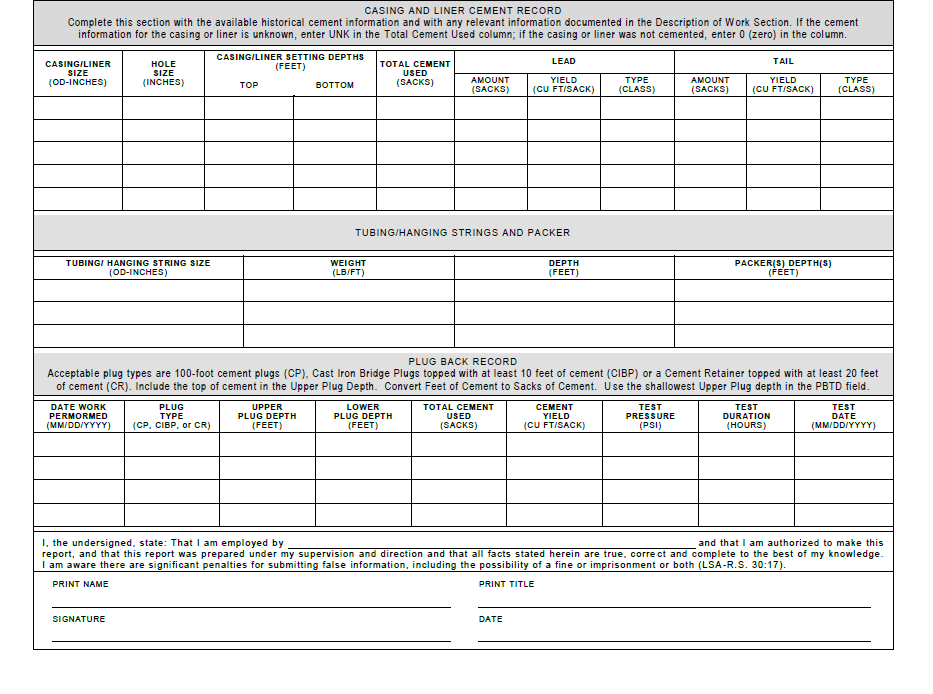 CASING AND LINER CEMENT RECORD
Complete this section with the available historical cement information and with any relevant information documented in the Description of Work Section. If the cement
information for the casing or liner is unknown, enter UNK in the Total Cement Used column; if the casing or liner was not cemented, enter 0 (zero) in the column.
CASING/LINER SIZE (OD-INCHES)
HOLE SIZE (INCHES)
CASING/LINER SETTING DEPTHS (FEET)
TOP
BOTTOM
TOTAL CEMENT USED (SACKS)
LEAD
AMOUNT (SACKS)
YIELD (CU FT/SACK)
TYPE (CLASS)
TAIL
AMOUNT (SACKS)
YIELD (CU FT/SACK)
TYPE (CLASS)
TUBING/HANGING STRINGS AND PACKER
TUBING/ HANGING STRING SIZE (OD-INCHES)
WEIGHT (LB/FT)
DEPTH (FEET)
PACKER(S) DEPTH(S) (FEET)
PLUG BACK RECORD
Acceptable plug types are 100-foot cement plugs (CP), Cast Iron Bridge Plugs topped with at least 10 feet of cement (CIBP) or a Cement Retainer topped with at least 20 feet
of cement (CR). Include the top of cement in the Upper Plug Depth. Convert Feet of Cement to Sacks of Cement. Use the shallowest Upper Plug depth in the PBTD field.
DATE WORK PERMORMED (MM/DD/YYYY)
PLUG TYPE (CP, CIBP, or CR)
UPPER PLUG DEPTH (FEET)
LOWER PLUG DEPTH (FEET)
TOTAL CEMENT USED (SACKS)
CEMENT YIELD (CU FT/SACK)
TEST PRESSURE (PSI)
TEST DURATION (HOURS)
TEST DATE (MM/DD/YYYY)
I, the undersigned, state: That I am employed by and that I am authorized to make this
report, and that this report was prepared under my supervision and direction and that all facts stated herein are true, correct and complete to the best of my knowledge.
I am aware there are significant penalties for submitting false information, including the possibility of a fine or imprisonment or both (LSA-R.S. 30:17).
PRINT NAME
PRINT TITLE
SIGNATURE
DATE